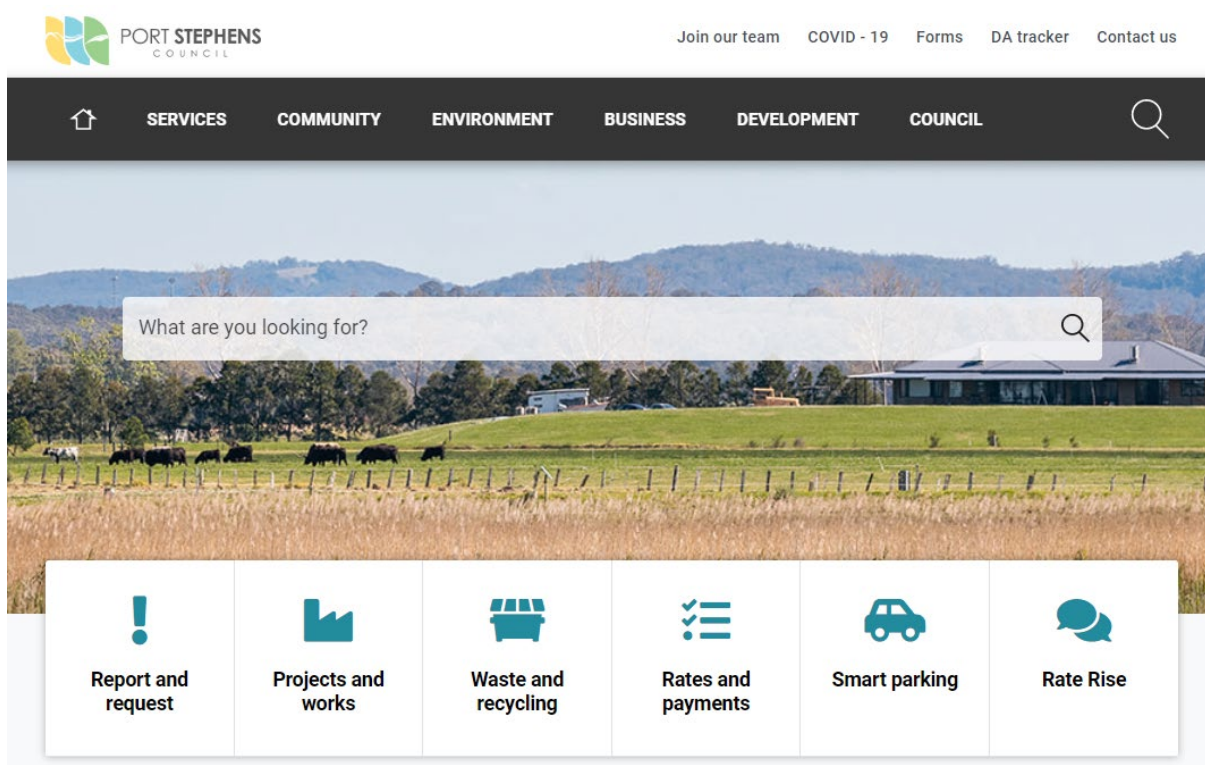 PORT STEPHENS
COUNCIL
Join our team COVID - 19 Forms DA tracker Contact us
SERVICES COMMUNITY ENVIRONMENT BUSINESS DEVELOPMENT COUNCIL
What are you looking for?
Report and request
Projects and works
Waste and recycling
Rates and payments
Smart parking
Rate Rise